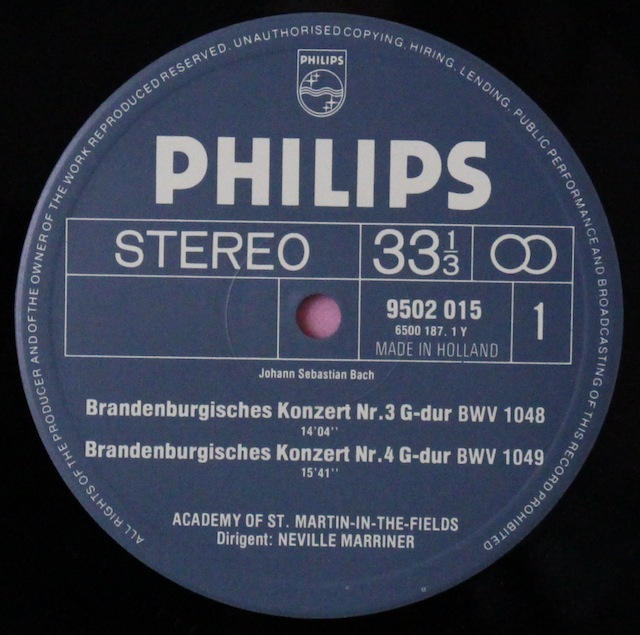 ALL RIGHTS OF THE PRODUCER AND OF THE OWNER OF THE WORK REPRODUCED RESERVED. UNAUTHORISED COPYING, HIRING, LENDING, PUBLIC PERFORMANCE AND BROADCASTING OF THIS RECORD PROHIBITED
PHILIPS
PHILIPS
STEREO 33 1/3
9502 015 1
6500 187. 1 Y
MADE IN HOLLAND
Johann Sebastian Bach
Brandenburgisches Konzert Nr.3 G-dur BWV 1048
14'04''
Brandenburgisches Konzert Nr.4 G-dur BWV 1049
15'41''
ACADEMY OF ST. MARTIN-IN-THE-FIELDS
Dirigent: NEVILLE MARRINER